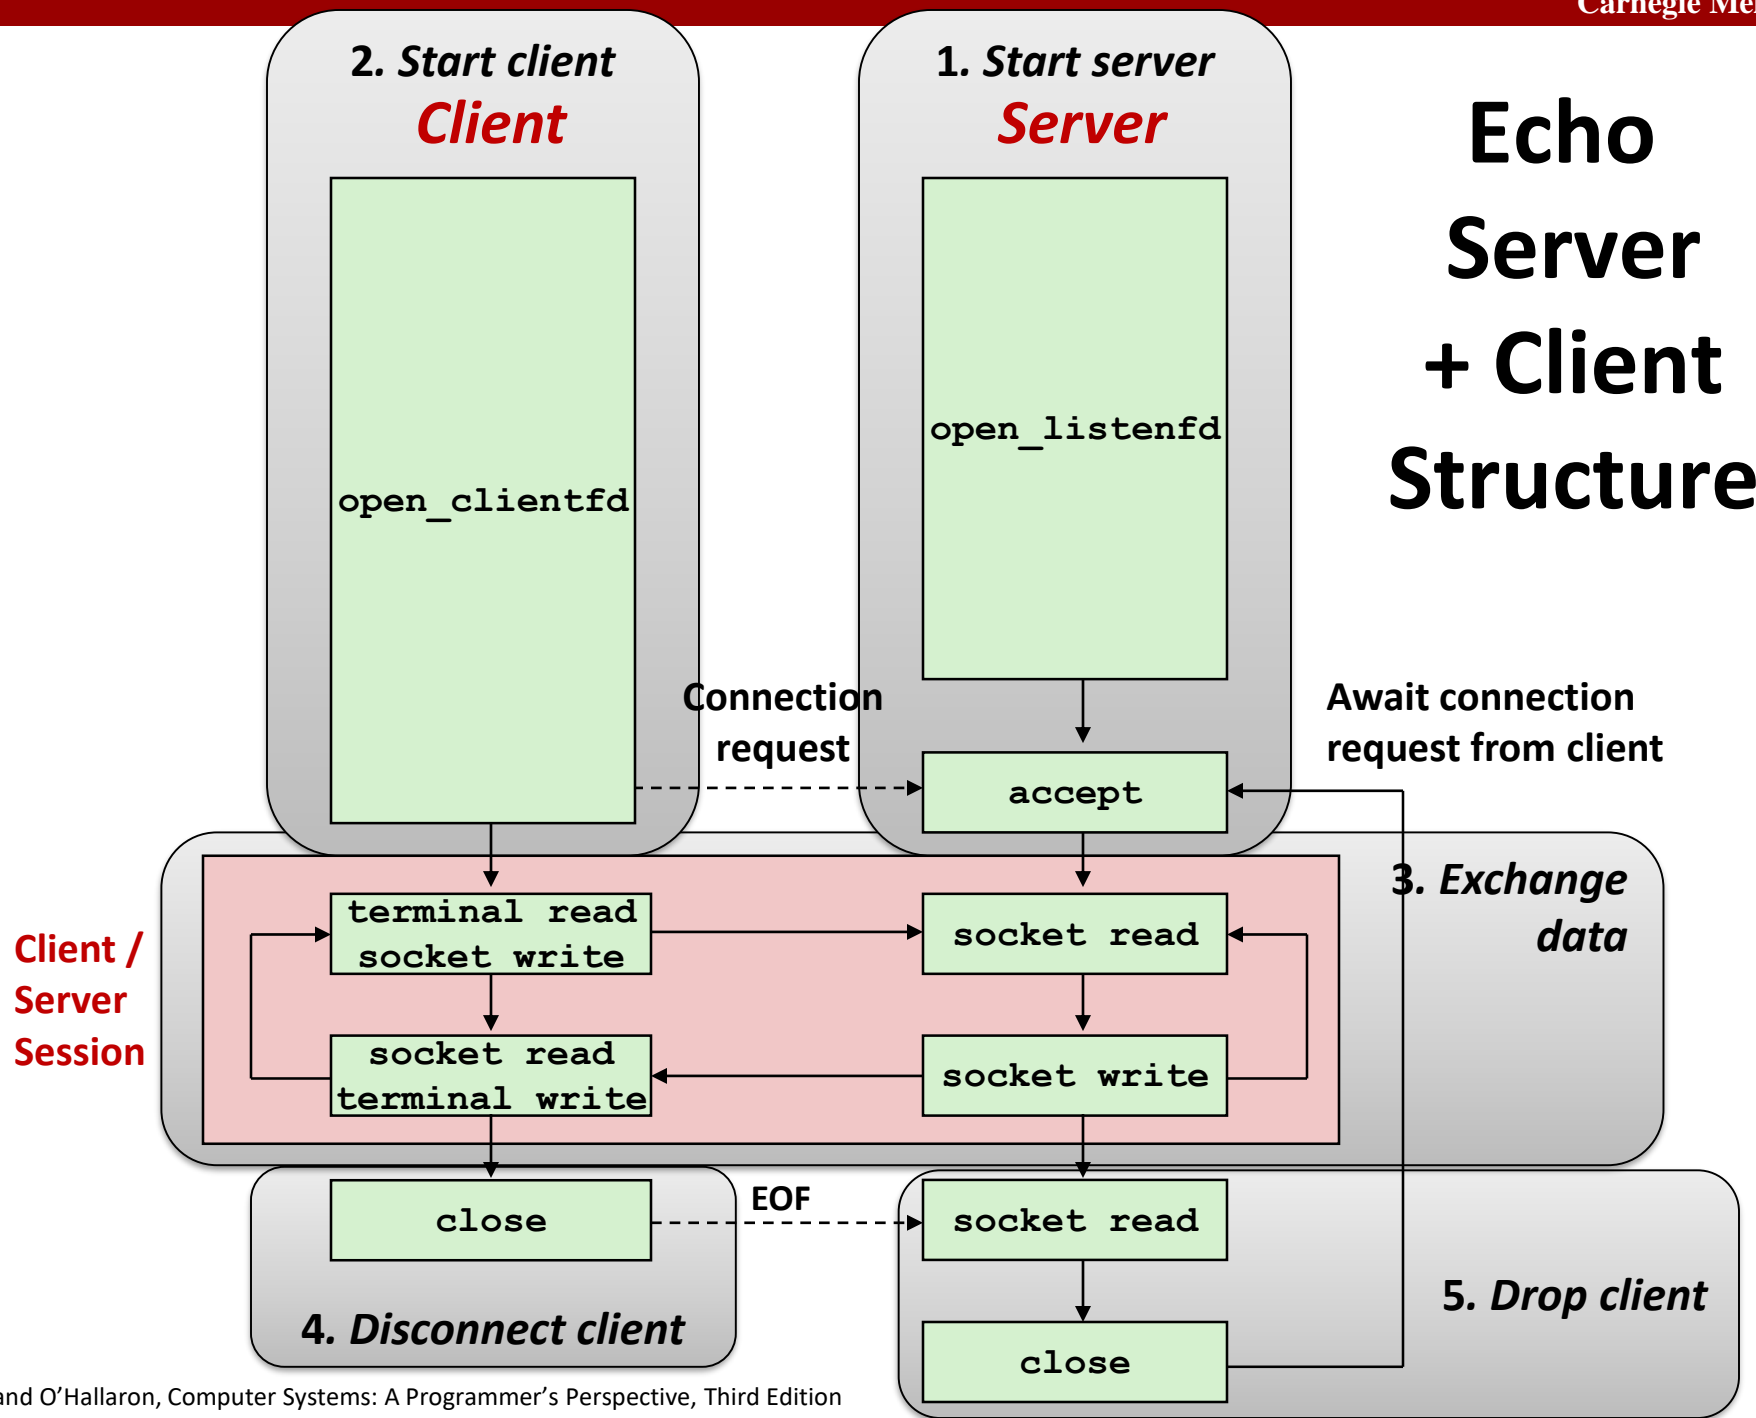 Carnegie Mel
2. Start client
Client
1. Start server
Server
Echo
Server
+ Client
Structure
open_listenfd
open_clientfd
Connection
request
Await connection
request from client
accept
3. Exchange
data
Client /
Server
Session
terminal read
socket write
socket read
socket read
terminal write
socket write
close
EOF
socket read
4. Disconnect client
5. Drop client
close
and O'Hallaron, Computer Systems: A Programmer's Perspective, Third Edition